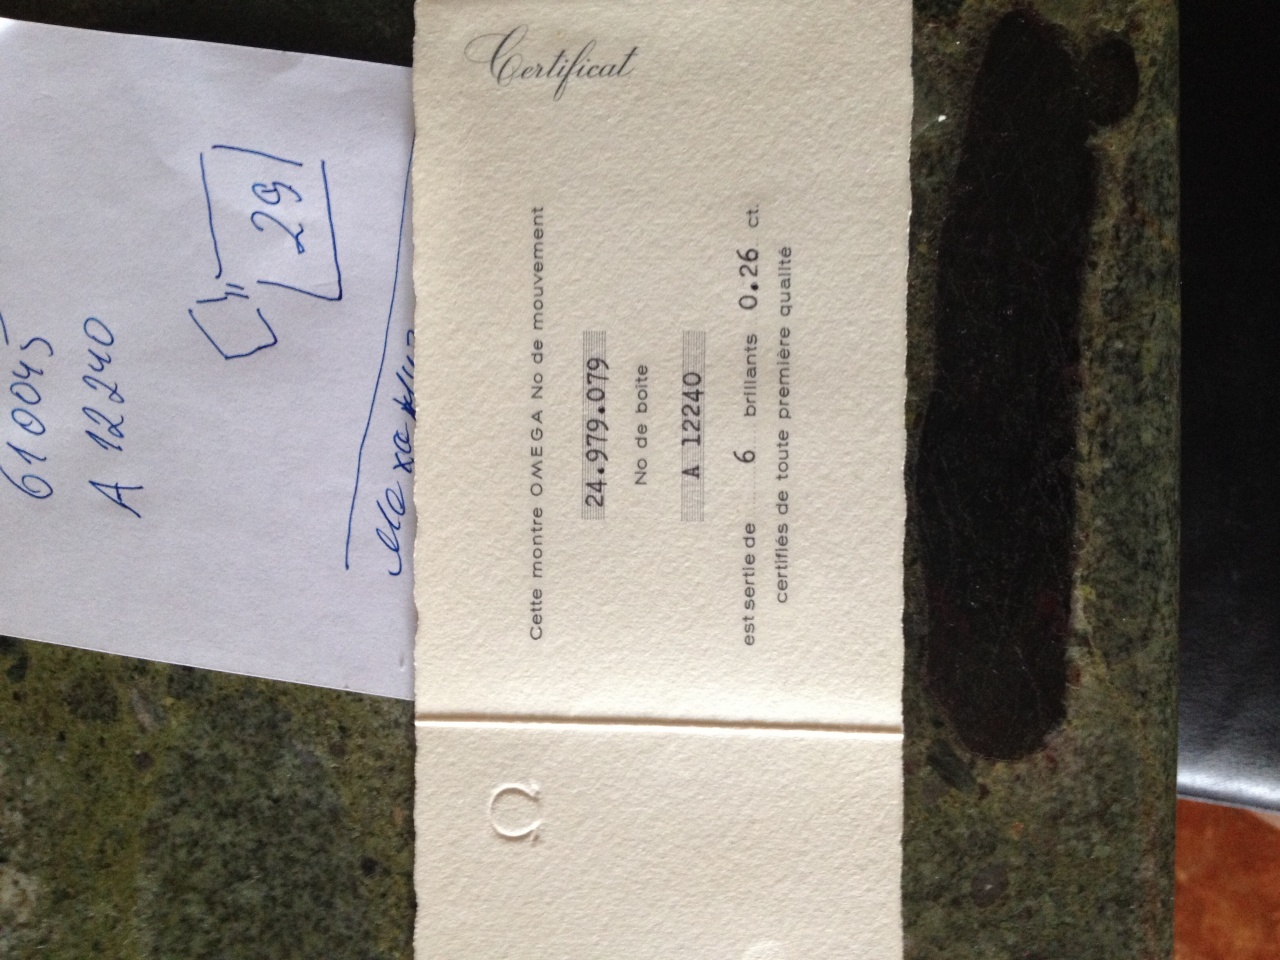 Certificat
Cette montre OMEGA No de mouvement
24.979.079
No de boite
A 12240
est sertie de 6 brillants 0.26 ct.
certifiés de toute première qualité
Ω
610045
A 12240
29